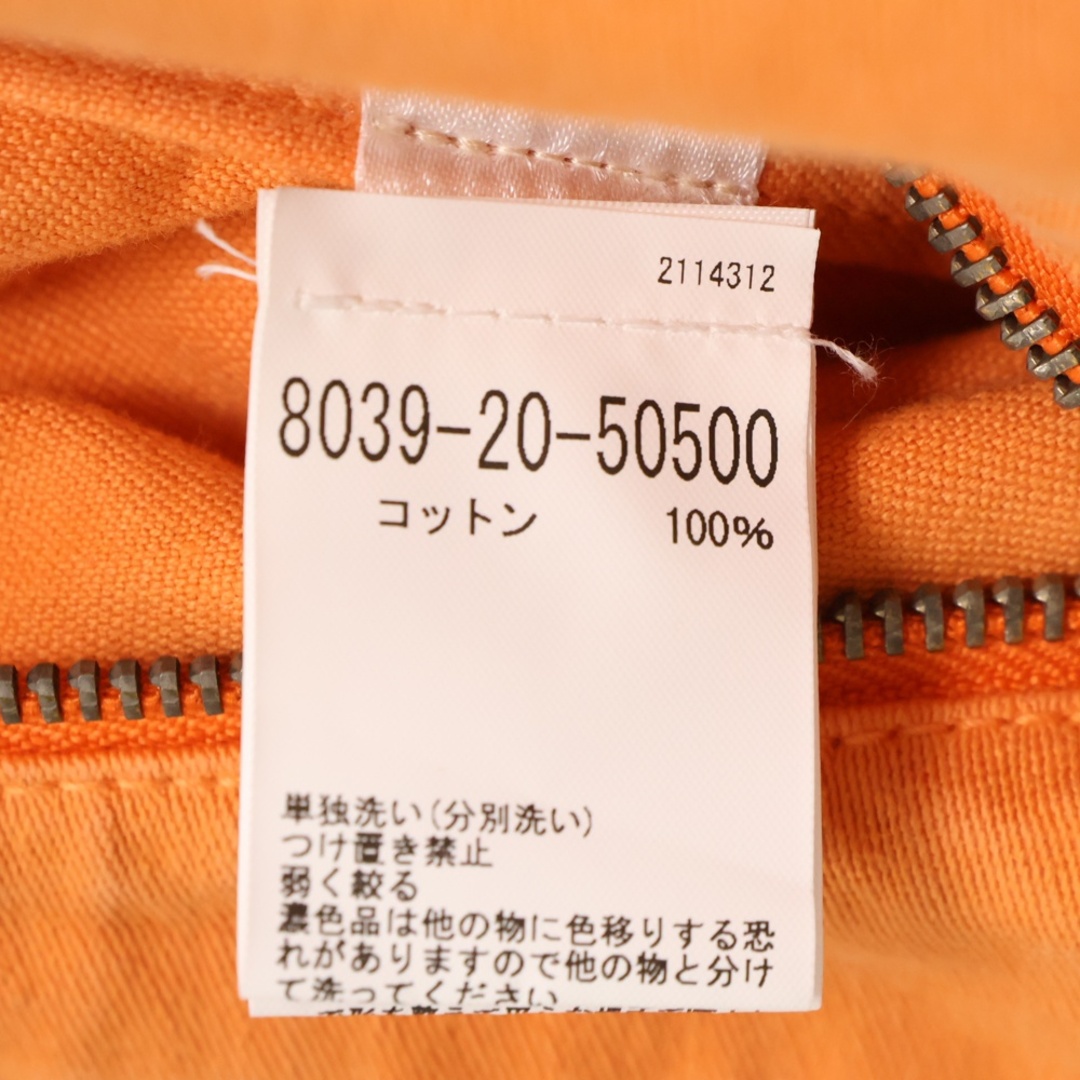 2114312
8039-20-50500
コットン 100%
単独洗い(分別洗い)
つけ置き禁止
弱く絞る
濃色品は他の物に色移りする恐
れがありますので他の物と分け
て洗ってください